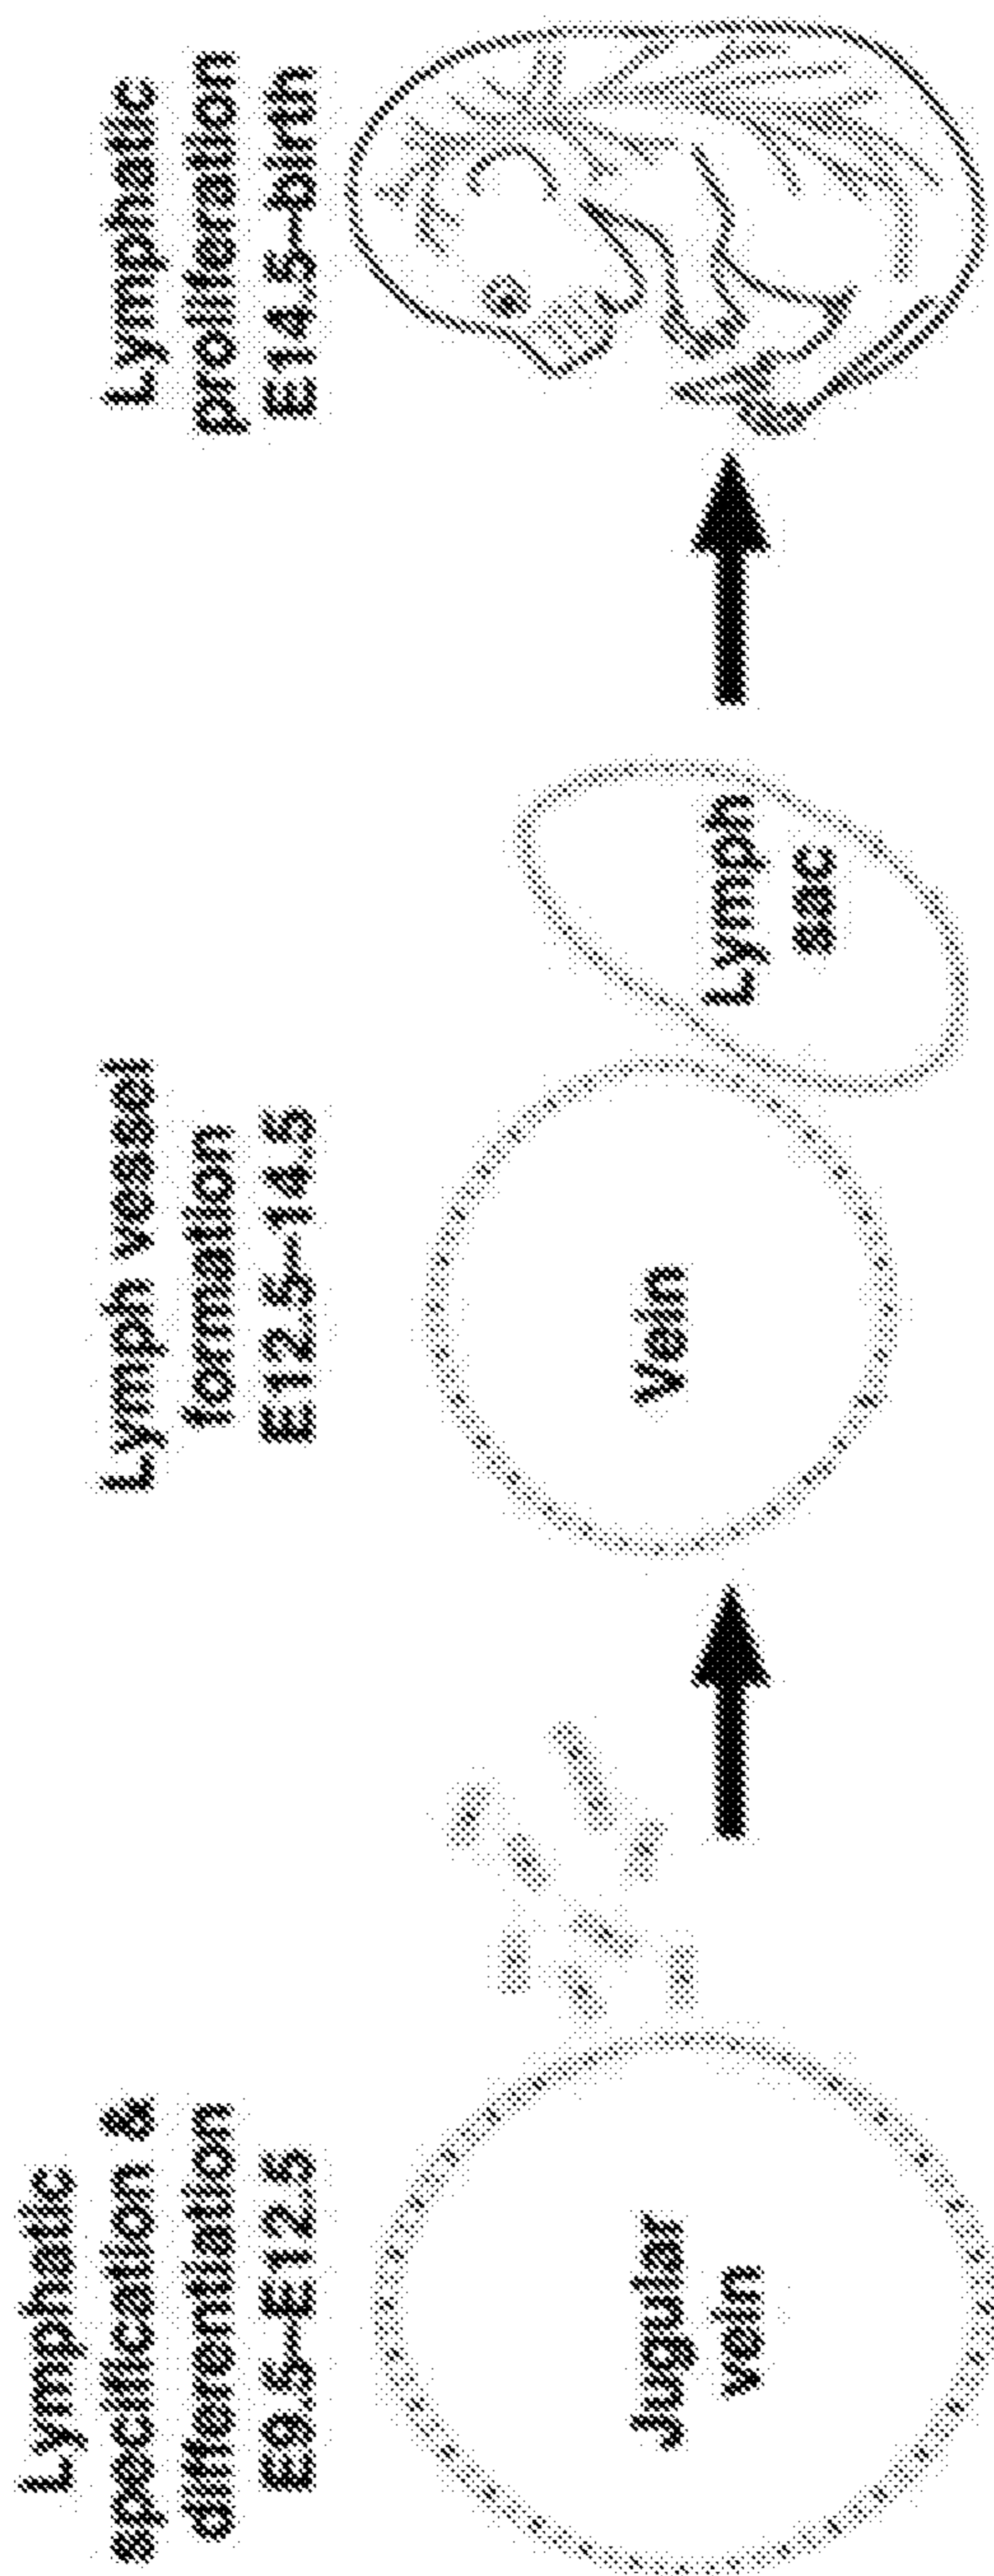 Lymphatic
specification &
differentiation
E9.5–E12.5
Jugular
vein
Lymph vessel
formation
E12.5–14.5
Vein
Lymph
sac
Lymphatic
proliferation
E14.5–birth